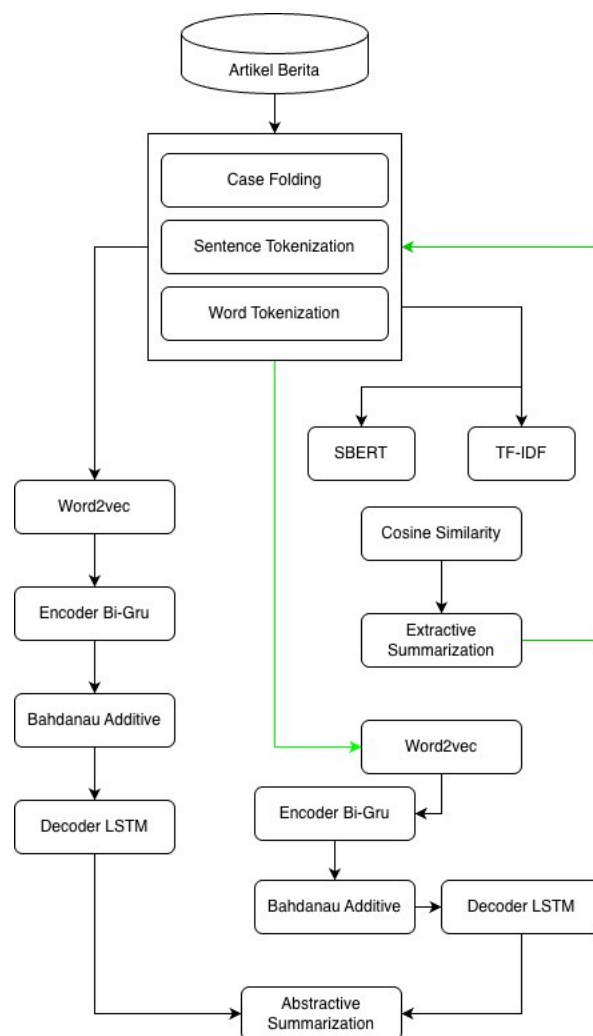 Artikel Berita
Case Folding
Sentence Tokenization
Word Tokenization
SBERT
TF-IDF
Word2vec
Cosine Similarity
Encoder Bi-Gru
Extractive
Summarization
Bahdanau Additive
Word2vec
Decoder LSTM
Encoder Bi-Gru
Bahdanau Additive
Decoder LSTM
Abstractive
Summarization